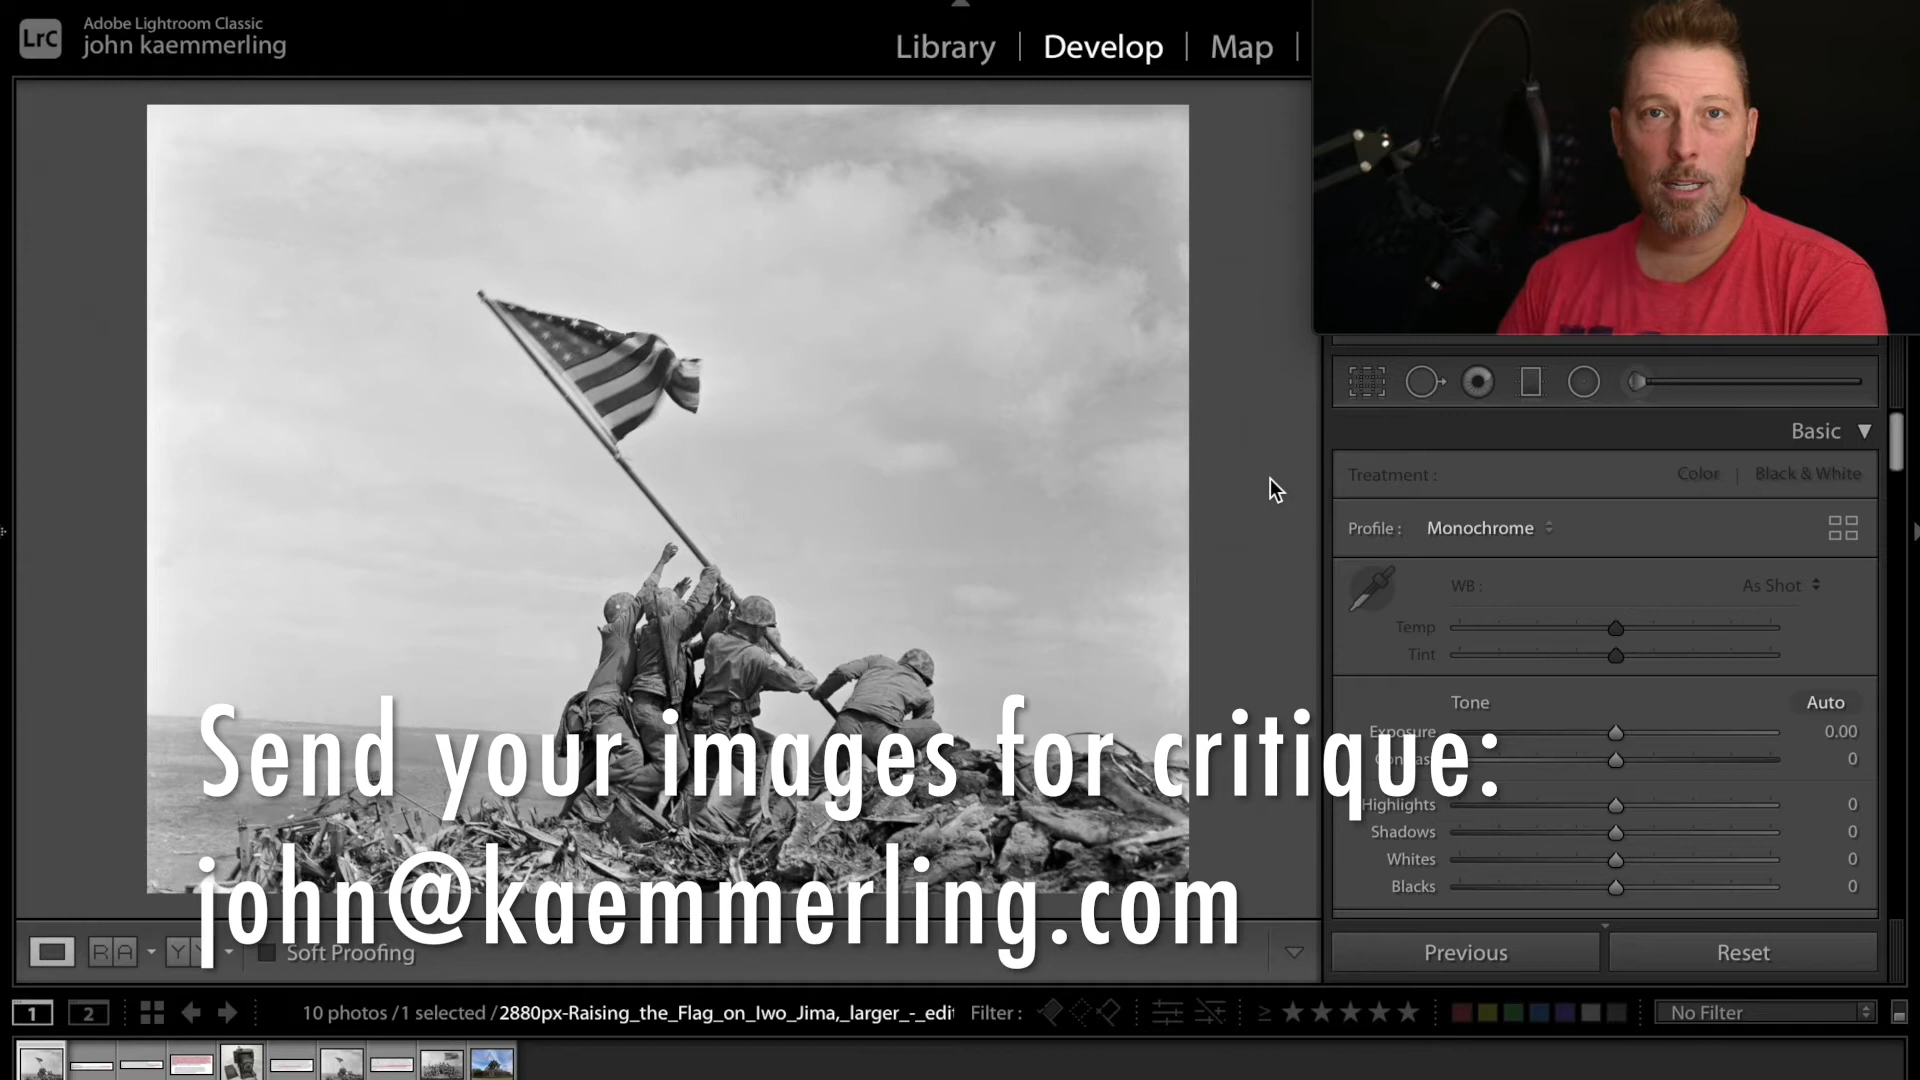 LrC
Adobe Lightroom Classic
john kaemmerling
Library | Develop | Map |
Basic
Treatment : Color | Black & White
Profile : Monochrome
WB : As Shot
Temp
Tint
Tone Auto
Exposure 0.00
0
Highlights 0
Shadows 0
Whites 0
Blacks 0
Send your images for critique:
john@kaemmerling.com
R A Y Y Soft Proofing
Previous Reset
1 2 10 photos /1 selected /2880px-Raising_the_Flag_on_Iwo_Jima,_larger_-_edit Filter : ≥ No Filter